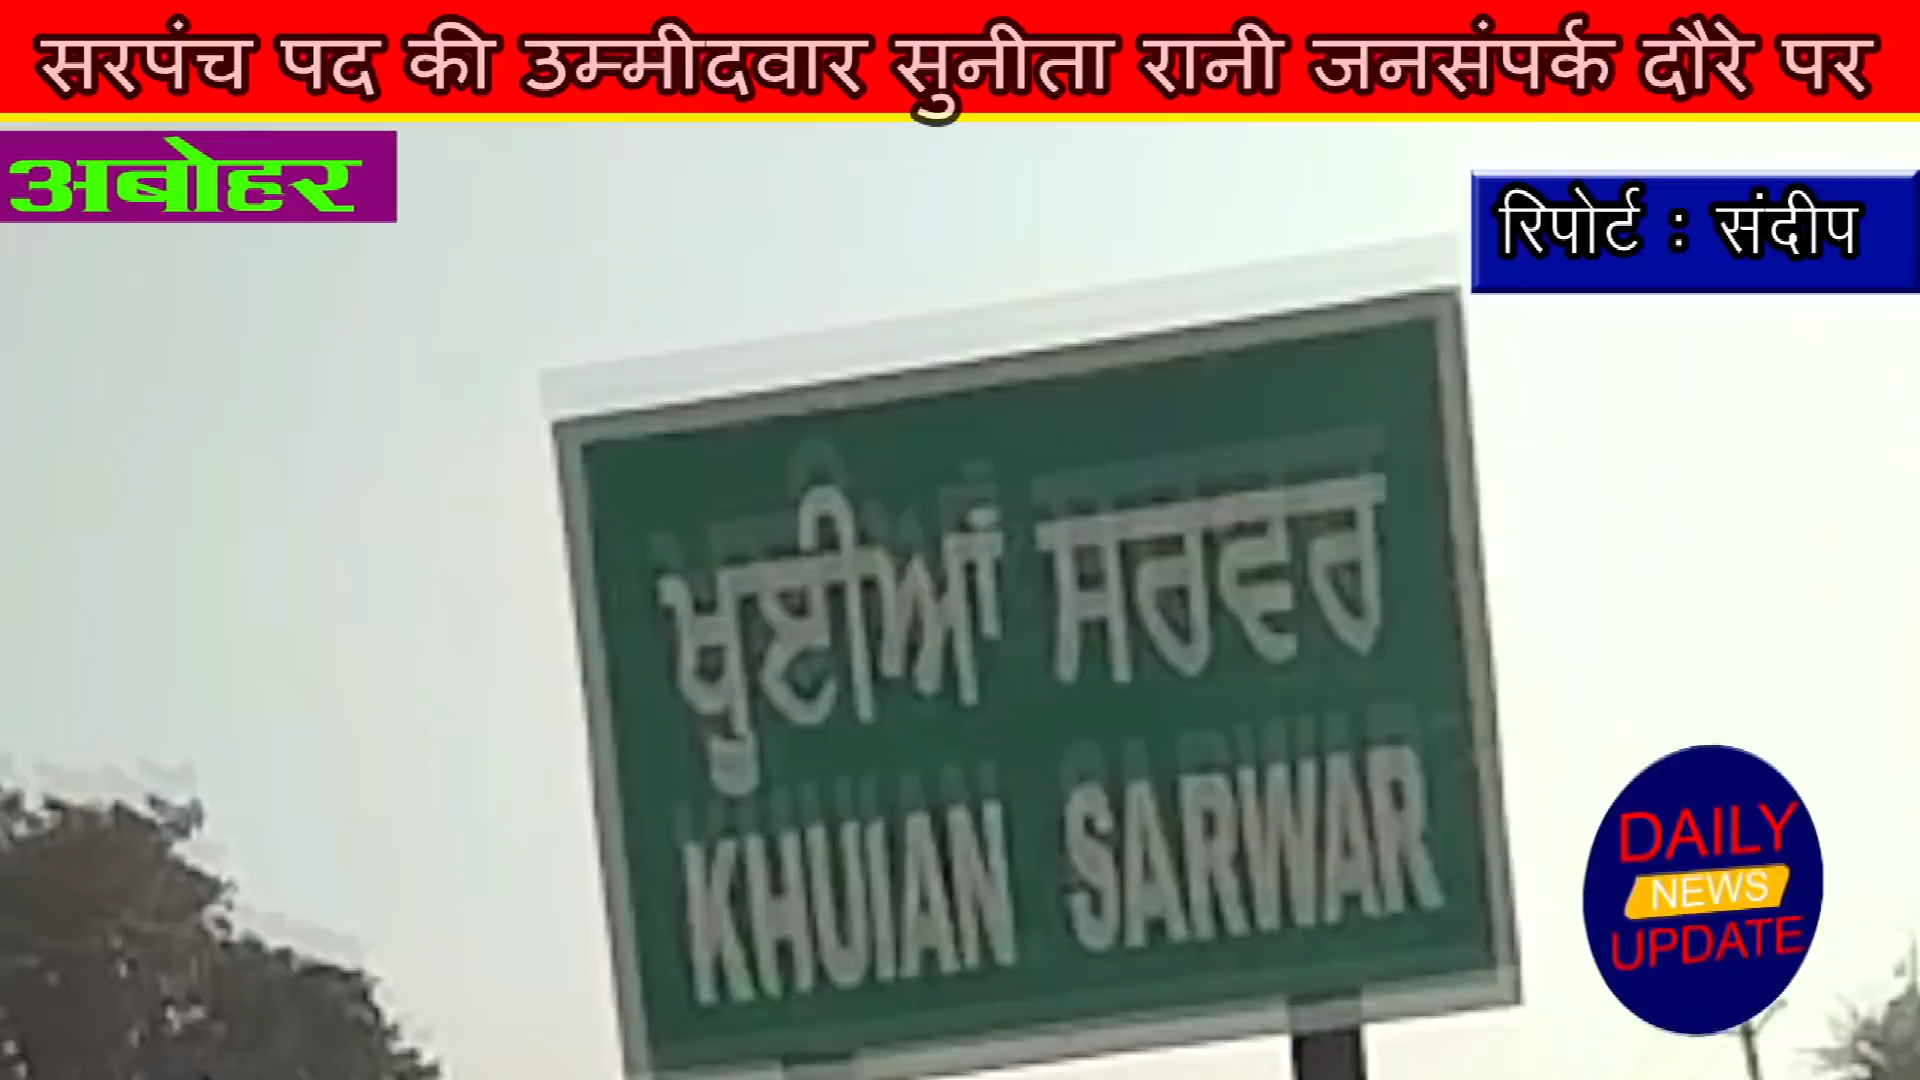 सरपंच पद की उम्मीदवार सुनीता रानी जनसंपर्क दौरे पर
अबोहर
रिपोर्ट : संदीप
ਖੂਈਆਂ ਸਰਵਰ
KHUIAN SARWAR
DAILY
NEWS
UPDATE